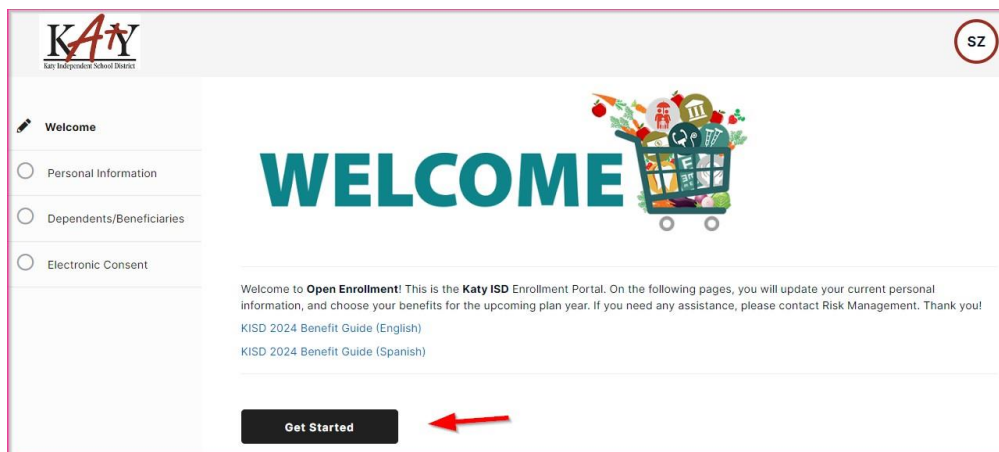 KATY
Katy Independent School District
SZ
Welcome
Personal Information
Dependents/Beneficiaries
Electronic Consent
WELCOME
Welcome to Open Enrollment! This is the Katy ISD Enrollment Portal. On the following pages, you will update your current personal
information, and choose your benefits for the upcoming plan year. If you need any assistance, please contact Risk Management. Thank you!
KISD 2024 Benefit Guide (English)
KISD 2024 Benefit Guide (Spanish)
Get Started